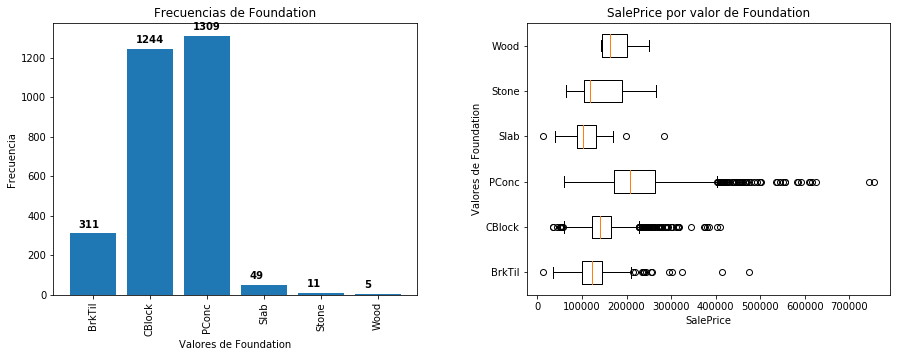 Frecuencias de Foundation
1309
1244
311
49
11
5
1200
1000
800
600
400
200
0
Frecuencia
BrkTil
CBlock
PConc
Slab
Stone
Wood
Valores de Foundation
SalePrice por valor de Foundation
Wood
Stone
Slab
PConc
CBlock
BrkTil
Valores de Foundation
0 100000 200000 300000 400000 500000 600000 700000
SalePrice